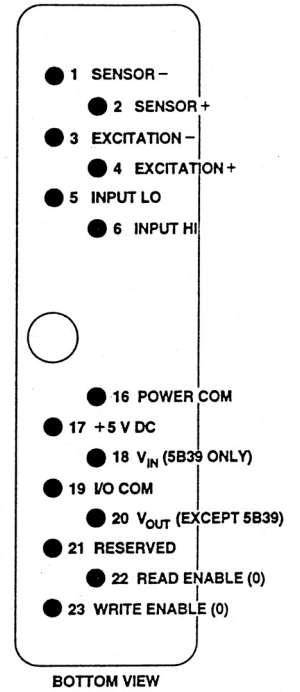 1 SENSOR −
2 SENSOR +
3 EXCITATION −
4 EXCITATION +
5 INPUT LO
6 INPUT HI
16 POWER COM
17 +5 V DC
18 VIN (5B39 ONLY)
19 I/O COM
20 VOUT (EXCEPT 5B39)
21 RESERVED
22 READ ENABLE (0)
23 WRITE ENABLE (0)
BOTTOM VIEW